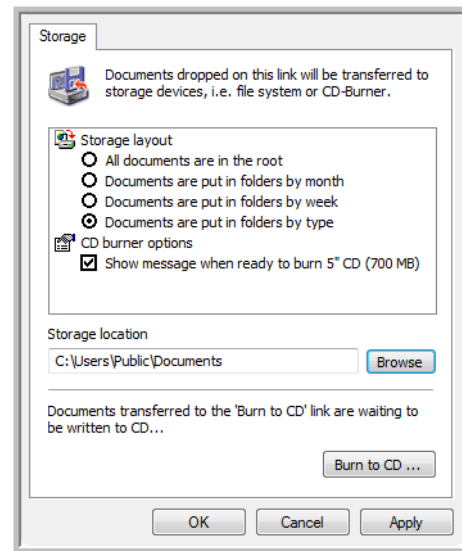 Storage
Documents dropped on this link will be transferred to
storage devices, i.e. file system or CD-Burner.
Storage layout
All documents are in the root
Documents are put in folders by month
Documents are put in folders by week
Documents are put in folders by type
CD burner options
Show message when ready to burn 5" CD (700 MB)
Storage location
C:\Users\Public\Documents
Browse
Documents transferred to the 'Burn to CD' link are waiting to
be written to CD...
Burn to CD ...
OK Cancel Apply